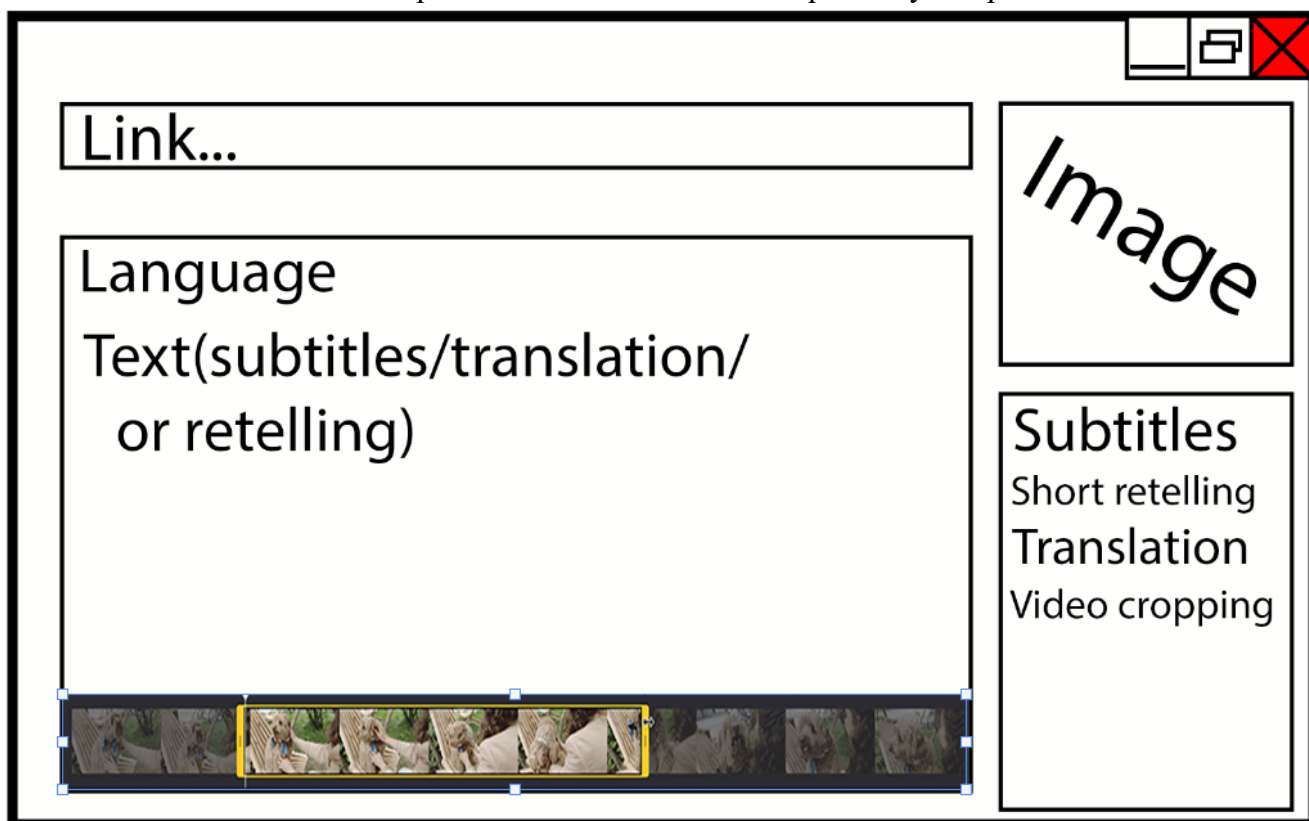 Link...
Image
Language
Text(subtitles/translation/
or retelling)
Subtitles
Short retelling
Translation
Video cropping